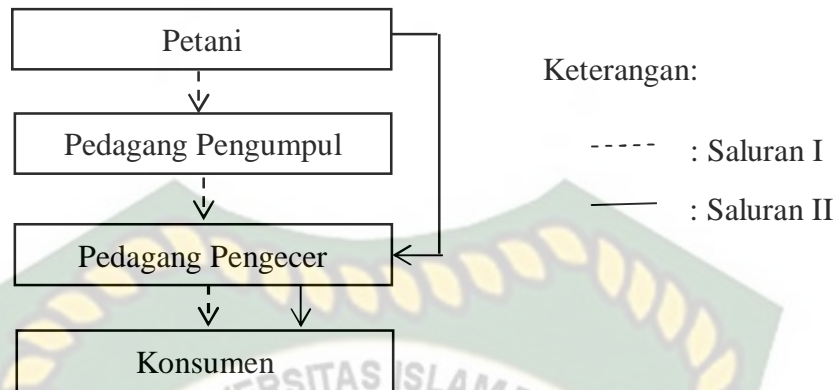 Petani
Keterangan:
Pedagang Pengumpul
: Saluran I
: Saluran II
Pedagang Pengecer
Konsumen